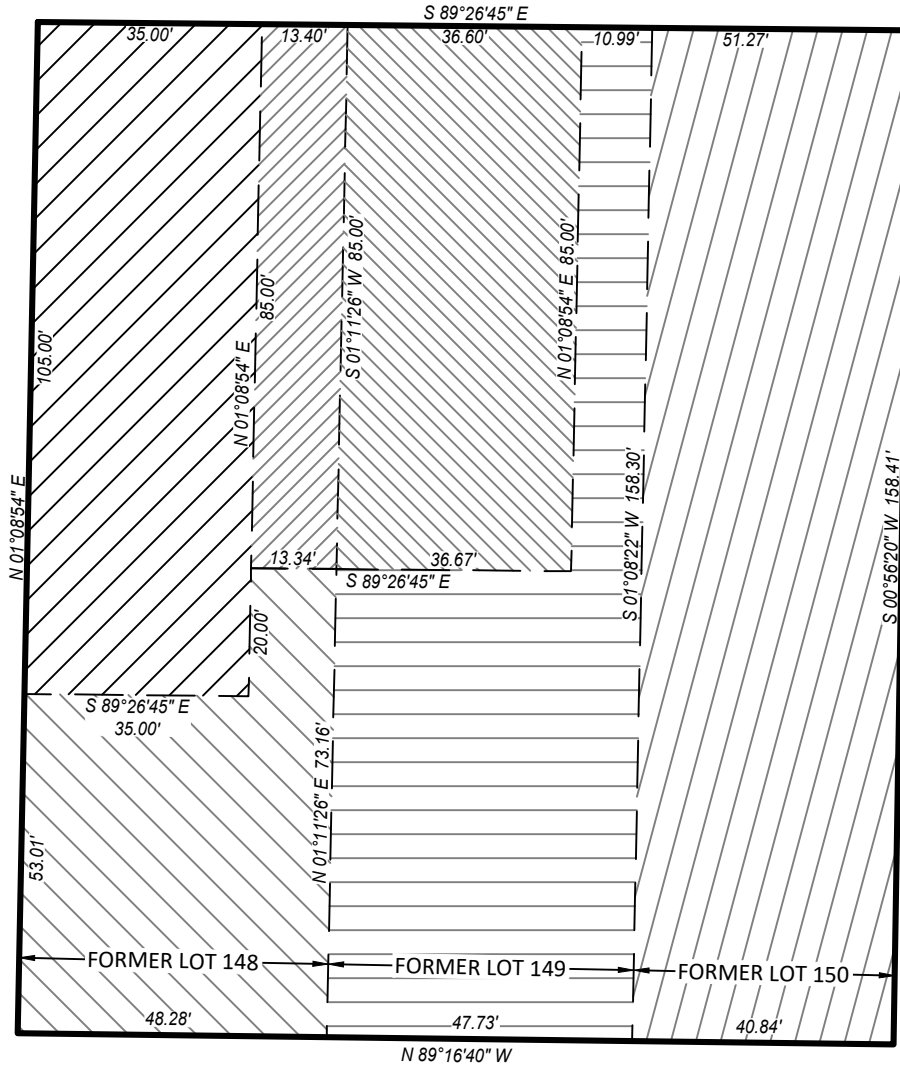 S 89°26'45" E
35.00'
13.40'
36.60'
10.99'
51.27'
105.00'
N 01°08'54" E
85.00'
N 01°08'54" E
S 01°11'26" W 85.00'
N 01°08'54" E 85.00'
S 01°08'22" W 158.30'
S 00°56'20" W 158.41'
13.34'
36.67'
S 89°26'45" E
20.00'
S 89°26'45" E
35.00'
N 01°11'26" E 73.16'
53.01'
FORMER LOT 148
FORMER LOT 149
FORMER LOT 150
48.28'
47.73'
40.84'
N 89°16'40" W